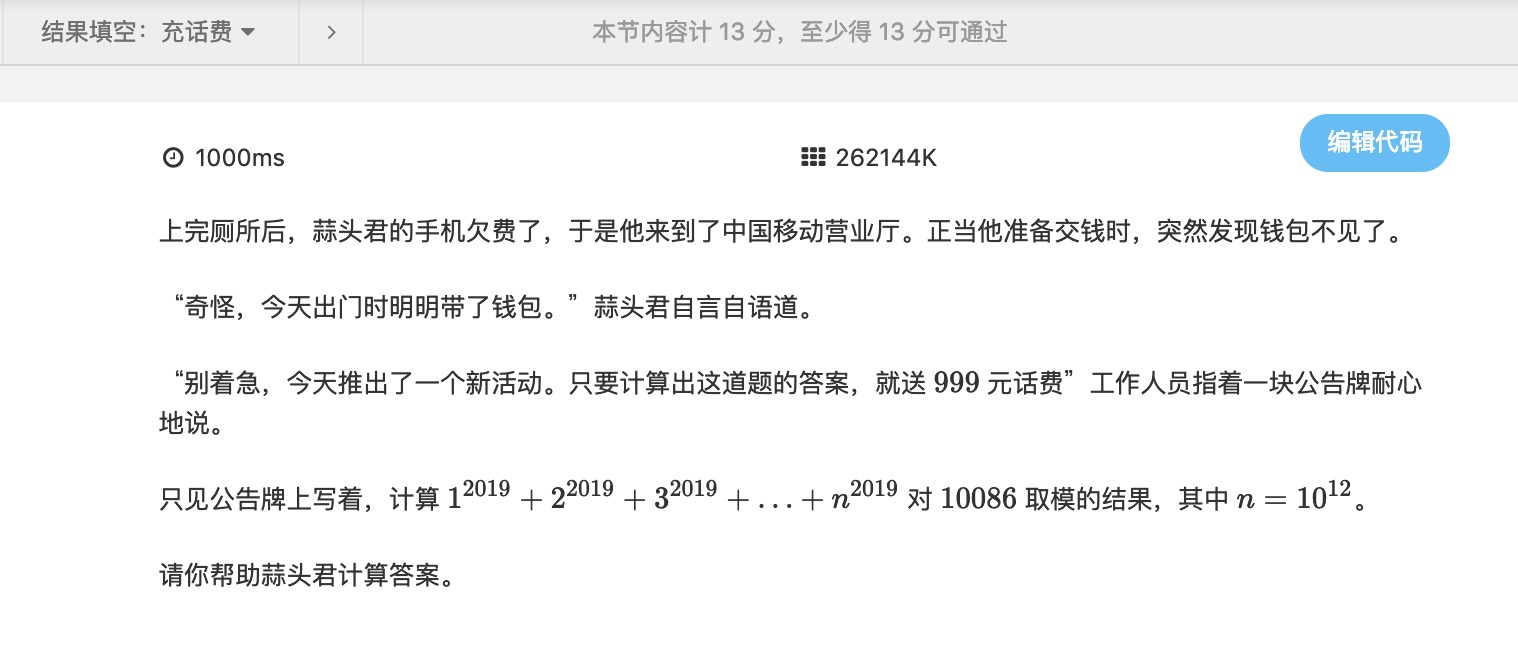 结果填空：充话费
本节内容计 13 分，至少得 13 分可通过
1000ms
262144K
编辑代码
上完厕所后，蒜头君的手机欠费了，于是他来到了中国移动营业厅。正当他准备交钱时，突然发现钱包不见了。
“奇怪，今天出门时明明带了钱包。”蒜头君自言自语道。
“别着急，今天推出了一个新活动。只要计算出这道题的答案，就送 999 元话费”工作人员指着一块公告牌耐心
地说。
只见公告牌上写着，计算 1^{2019} + 2^{2019} + 3^{2019} + … + n^{2019} 对 10086 取模的结果，其中 n = 10^{12}。
请你帮助蒜头君计算答案。